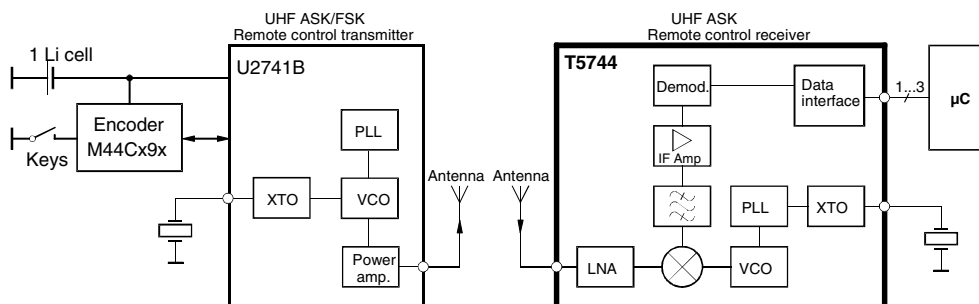 UHF ASK/FSK
Remote control transmitter
UHF ASK
Remote control receiver
1 Li cell
U2741B
T5744
Demod.
Data
interface
1...3
µC
Encoder
M44Cx9x
Keys
PLL
IF Amp
Antenna
Antenna
XTO
VCO
PLL
XTO
Power
amp.
LNA
VCO